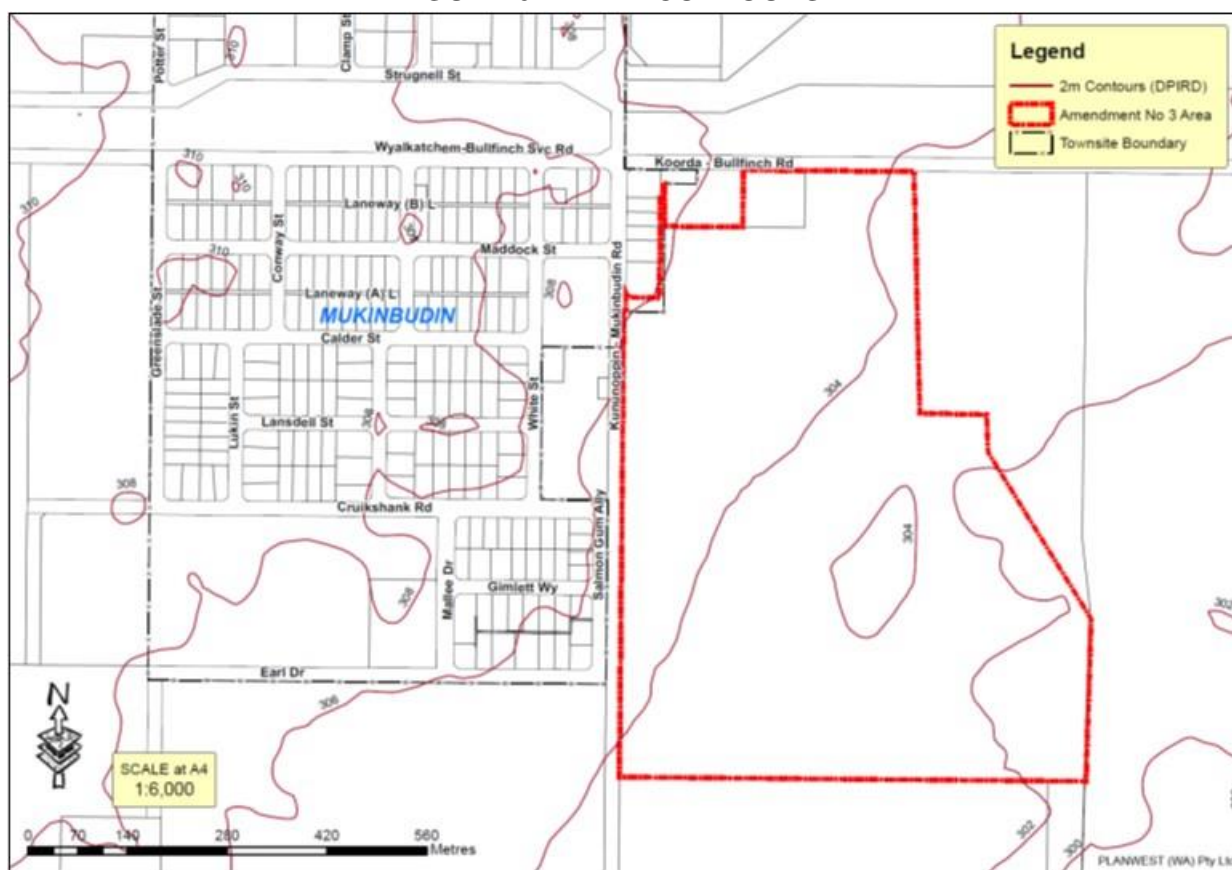 Legend
2m Contours (DPIRD)
Amendment No 3 Area
Townsite Boundary
Potter St
310
Clamp St
Strugnell St
Wyalkatchem-Bullfinch Svc Rd
Koorda - Bullfinch Rd
310
310
310
Laneway (B) L
Conway St
Maddock St
310
308
Laneway (A) L
MUKINBUDIN
Calder St
Greenslade St
Kununoppin - Mukinbudin Rd
White St
304
Lukin St
Lansdell St
308
Cruikshank Rd
Salmon Gum Ally
304
Mallee Dr
Gimlett Wy
308
302
Earl Dr
306
N
SCALE at A4
1:6,000
0 70 140 280 420 560
Metres
302
300
PLANWEST (WA) Pty Ltd